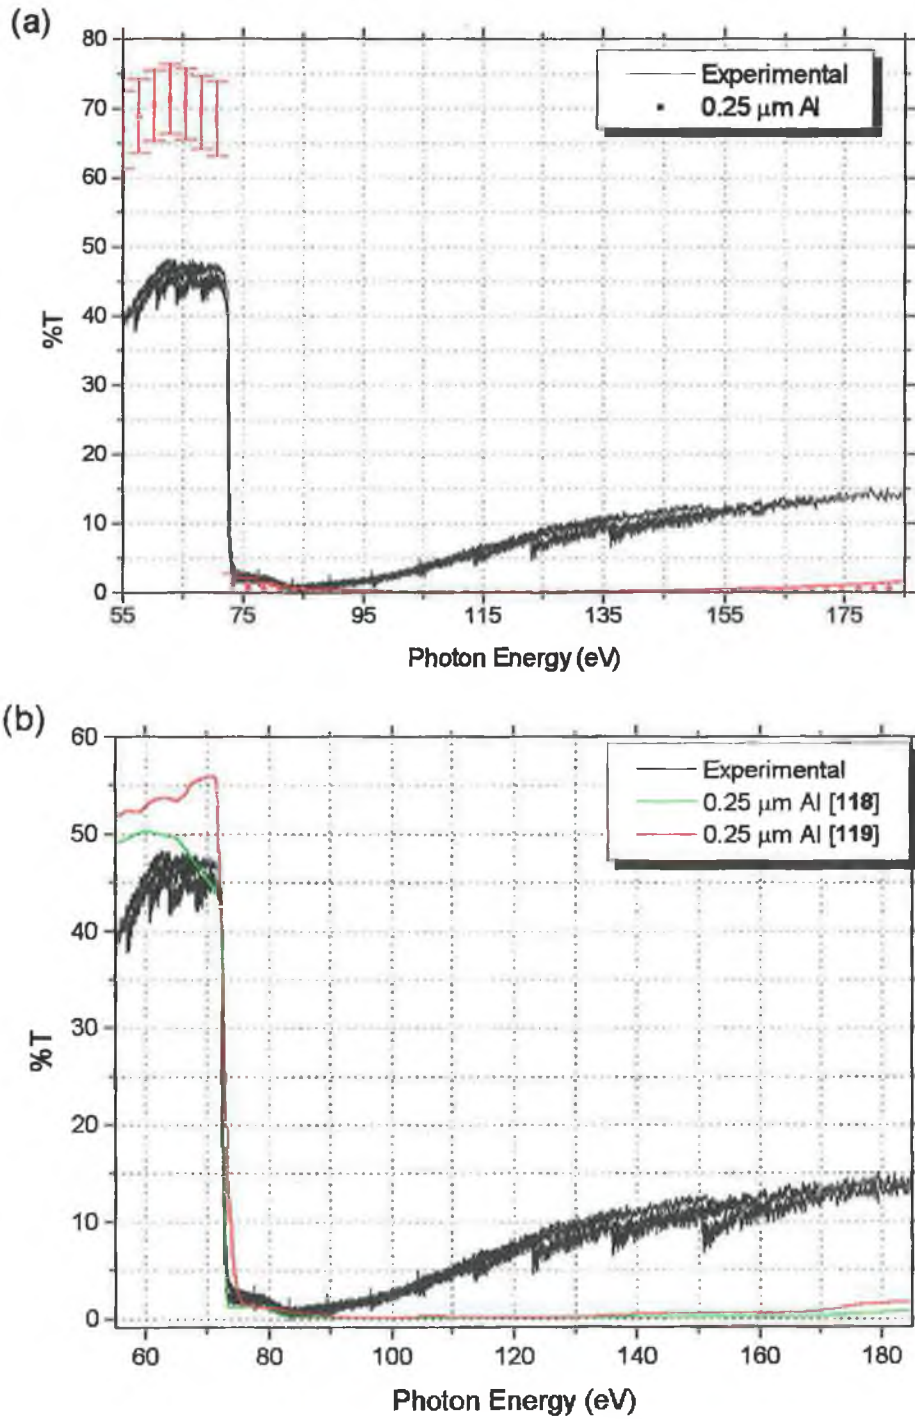 (a)
80
70
60
50
40
30
20
10
0
%T
Experimental
0.25 μm Al
55 75 95 115 135 155 175
Photon Energy (eV)
(b)
60
50
40
30
20
10
0
%T
Experimental
0.25 μm Al [118]
0.25 μm Al [119]
60 80 100 120 140 160 180
Photon Energy (eV)